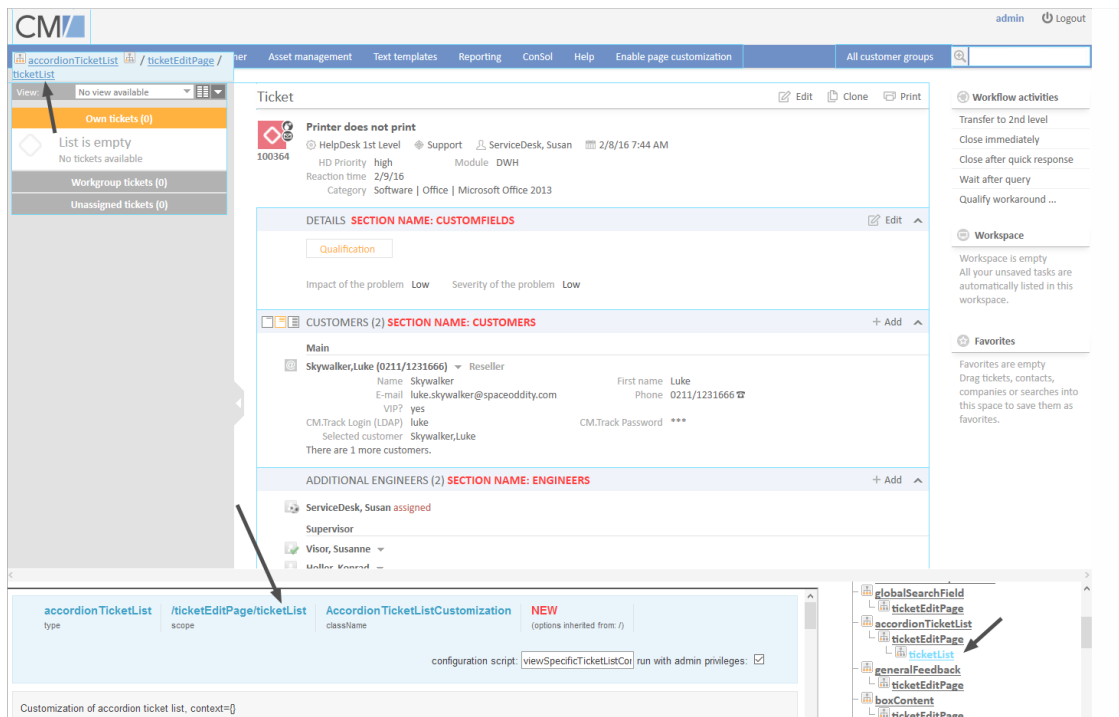 CM/
admin Logout
accordionTicketList / ticketEditPage /
ticketList
ner Asset management Text templates Reporting ConSol Help Enable page customization All customer groups
View: No view available
Own tickets (0)
List is empty
No tickets available
Workgroup tickets (0)
Unassigned tickets (0)
Ticket Edit Clone Print
Printer does not print
100364
HelpDesk 1st Level Support ServiceDesk, Susan 2/8/16 7:44 AM
HD Priority high Module DWH
Reaction time 2/9/16
Category Software | Office | Microsoft Office 2013
DETAILS SECTION NAME: CUSTOMFIELDS Edit
Qualification
Impact of the problem Low Severity of the problem Low
CUSTOMERS (2) SECTION NAME: CUSTOMERS + Add
Main
Skywalker,Luke (0211/1231666) Reseller
Name Skywalker First name Luke
E-mail luke.skywalker@spaceoddity.com Phone 0211/1231666
VIP? yes
CM.Track Login (LDAP) luke CM.Track Password ***
Selected customer Skywalker,Luke
There are 1 more customers.
ADDITIONAL ENGINEERS (2) SECTION NAME: ENGINEERS + Add
ServiceDesk, Susan assigned
Supervisor
Visor, Susanne
Holler, Konrad
Workflow activities
Transfer to 2nd level
Close immediately
Close after quick response
Wait after query
Qualify workaround ...
Workspace
Workspace is empty
All your unsaved tasks are
automatically listed in this
workspace.
Favorites
Favorites are empty
Drag tickets, contacts,
companies or searches into
this space to save them as
favorites.
accordionTicketList /ticketEditPage/ticketList AccordionTicketListCustomization NEW
type scope className (options inherited from: /)
configuration script: viewSpecificTicketListCon run with admin privileges:
Customization of accordion ticket list, context={}
globalSearchField
ticketEditPage
accordionTicketList
ticketEditPage
ticketList
generalFeedback
ticketEditPage
boxContent
ticketEditPage